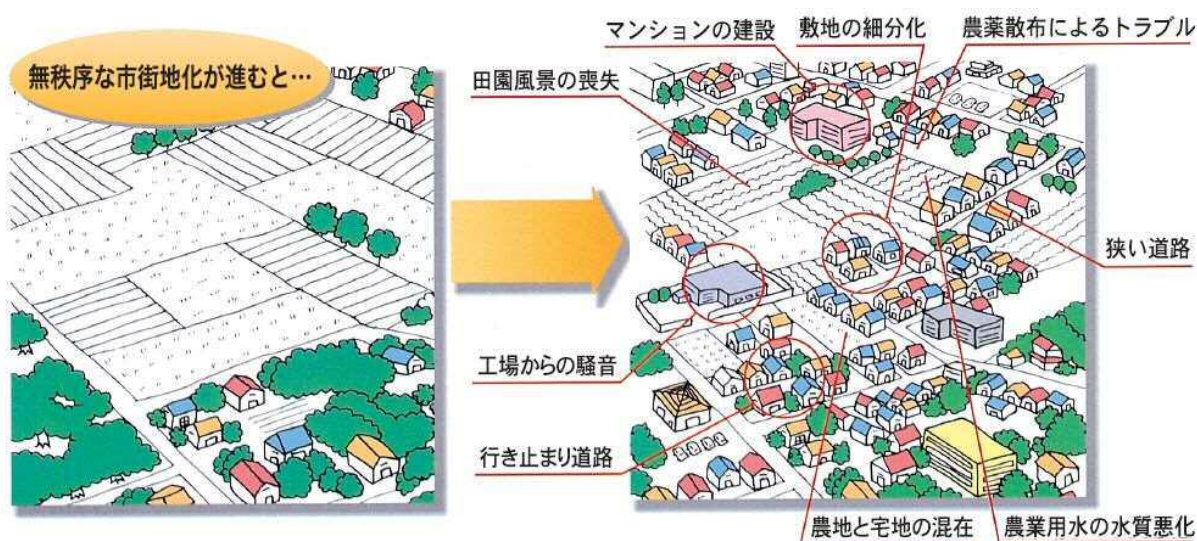 無秩序な市街地化が進むと…
マンションの建設
敷地の細分化
農薬散布によるトラブル
田園風景の喪失
狭い道路
工場からの騒音
行き止まり道路
農地と宅地の混在
農業用水の水質悪化